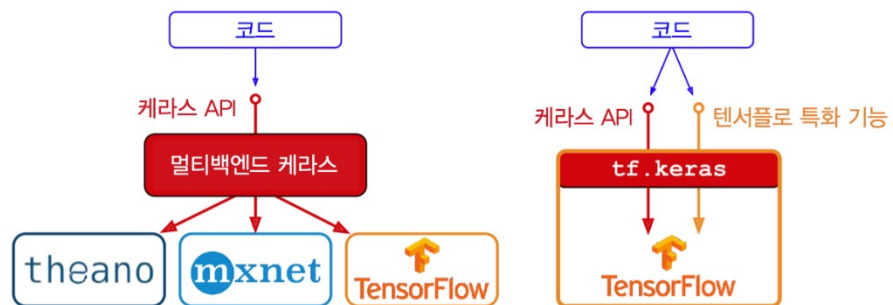 코드
케라스 API
멀티백엔드 케라스
theano
mxnet
TensorFlow
코드
케라스 API
텐서플로 특화 기능
tf.keras
TensorFlow